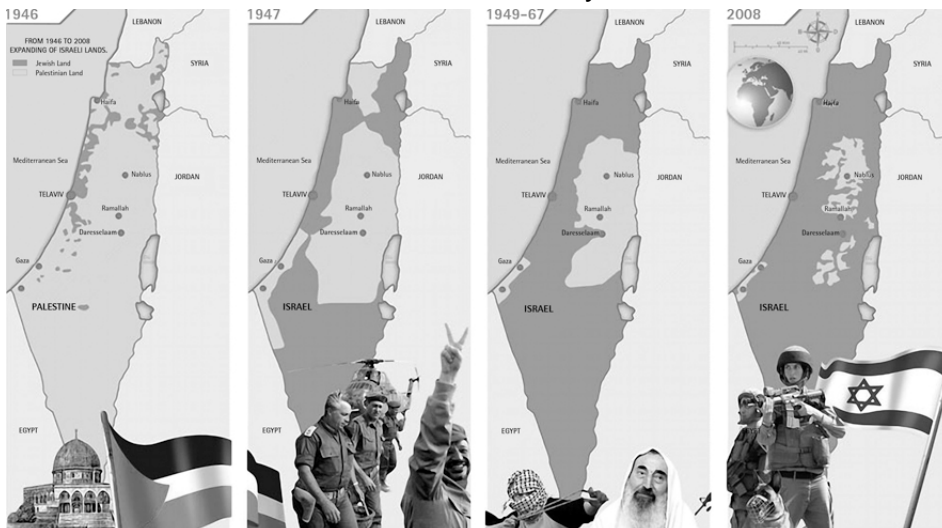 1946
LEBANON
FROM 1946 TO 2008
EXPANDING OF ISRAELI LANDS.
Jewish Land
Palestinian Land
SYRIA
Haifa
Mediterranean Sea
Nablus
JORDAN
TELAVIV
Ramallah
Daresselaam
Gaza
PALESTINE
EGYPT
1947
LEBANON
SYRIA
Haifa
Mediterranean Sea
Nablus
JORDAN
TELAVIV
Ramallah
Daresselaam
Gaza
ISRAEL
EGYPT
1949-67
LEBANON
SYRIA
Haifa
Mediterranean Sea
Nablus
JORDAN
TELAVIV
Ramallah
Daresselaam
Gaza
ISRAEL
EGYPT
2008
LEBANON
SYRIA
Haifa
Mediterranean Sea
Nablus
JORDAN
TELAVIV
Ramallah
Daresselaam
Gaza
ISRAEL
EGYPT